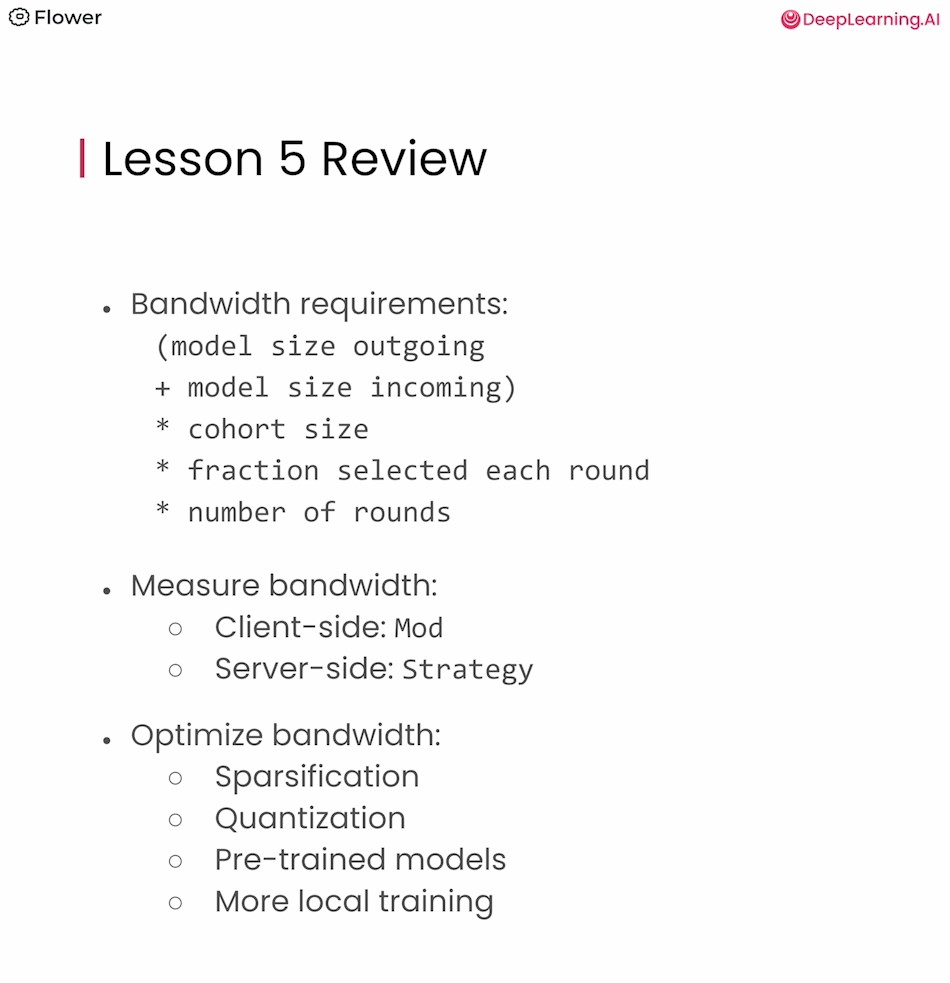 Flower
DeepLearning.AI
Lesson 5 Review
• Bandwidth requirements:
(model size outgoing
+ model size incoming)
* cohort size
* fraction selected each round
* number of rounds
• Measure bandwidth:
○ Client-side: Mod
○ Server-side: Strategy
• Optimize bandwidth:
○ Sparsification
○ Quantization
○ Pre-trained models
○ More local training